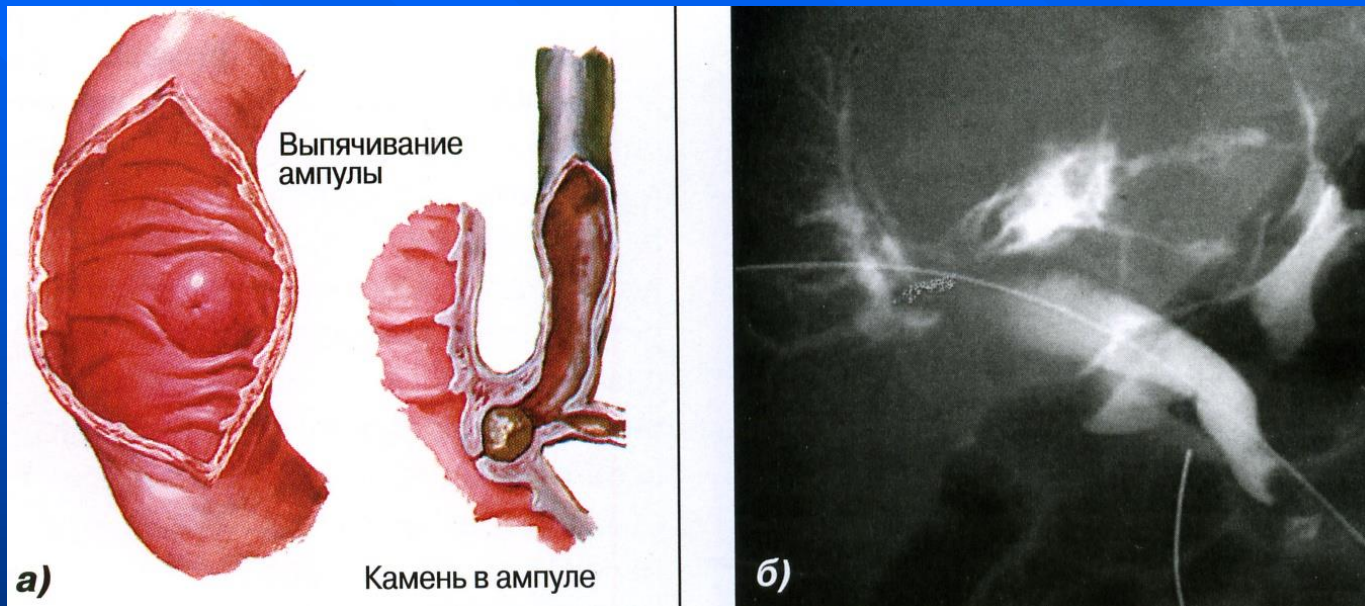 Выпячивание
ампулы
Камень в ампуле
а)
б)